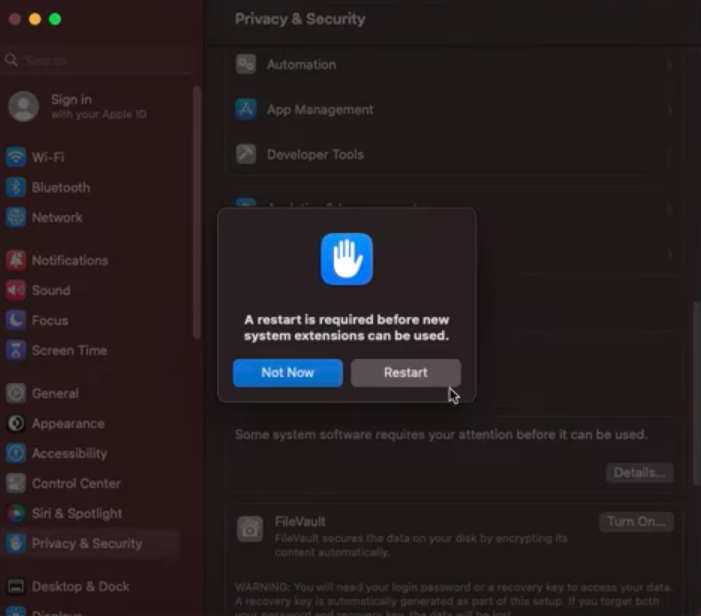 Privacy & Security
Search
Sign in
with your Apple ID
Wi-Fi
Bluetooth
Network
Notifications
Sound
Focus
Screen Time
General
Appearance
Accessibility
Control Center
Siri & Spotlight
Privacy & Security
Desktop & Dock
Displays
Automation
App Management
Developer Tools
A restart is required before new
system extensions can be used.
Not Now
Restart
Some system software requires your attention before it can be used.
Details...
FileVault
Turn On...
FileVault secures the data on your disk by encrypting its
content automatically.
WARNING: You will need your login password or a recovery key to access your data.
A recovery key is automatically generated as part of this setup. If you forget both
your password and recovery key, the data will be lost.